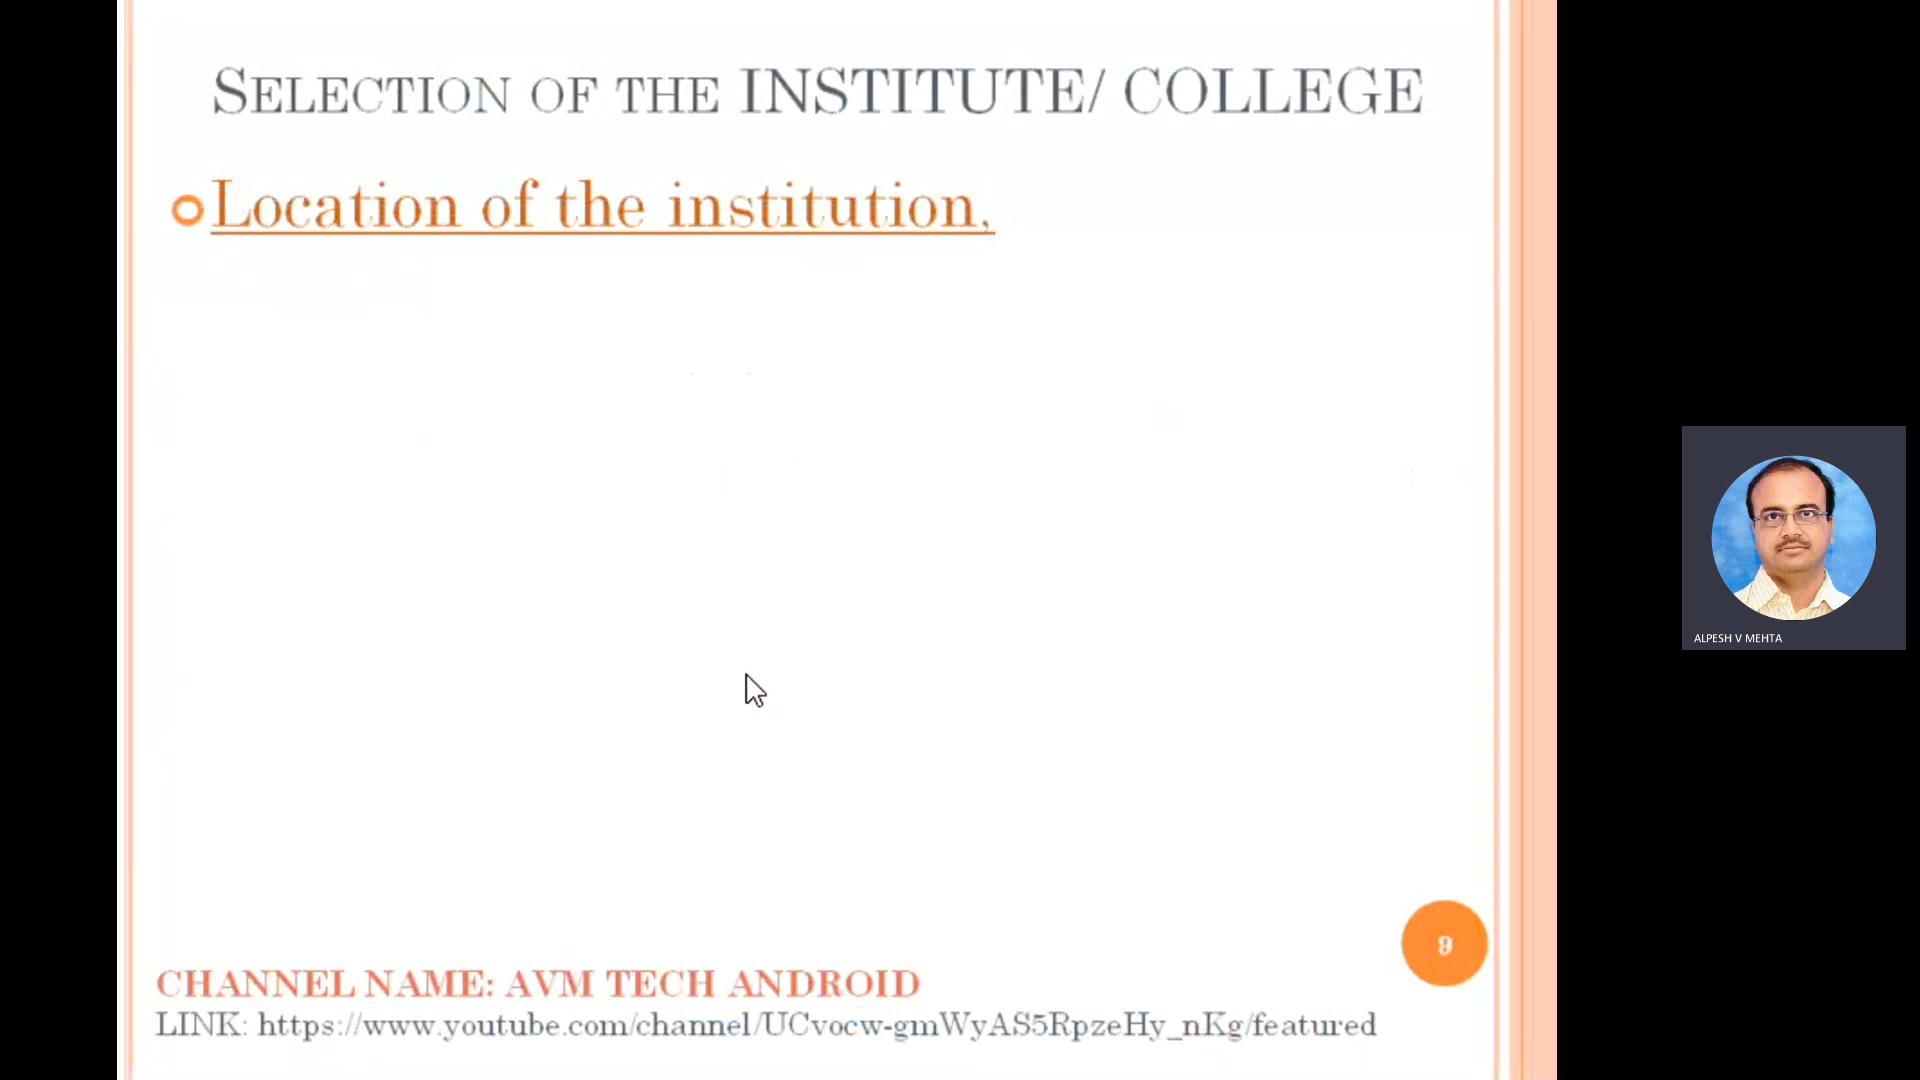 SELECTION OF THE INSTITUTE/ COLLEGE
Location of the institution,
ALPESH V MEHTA
9
CHANNEL NAME: AVM TECH ANDROID
LINK: https://www.youtube.com/channel/UCvocw-gmWyAS5RpzeHy_nKg/featured